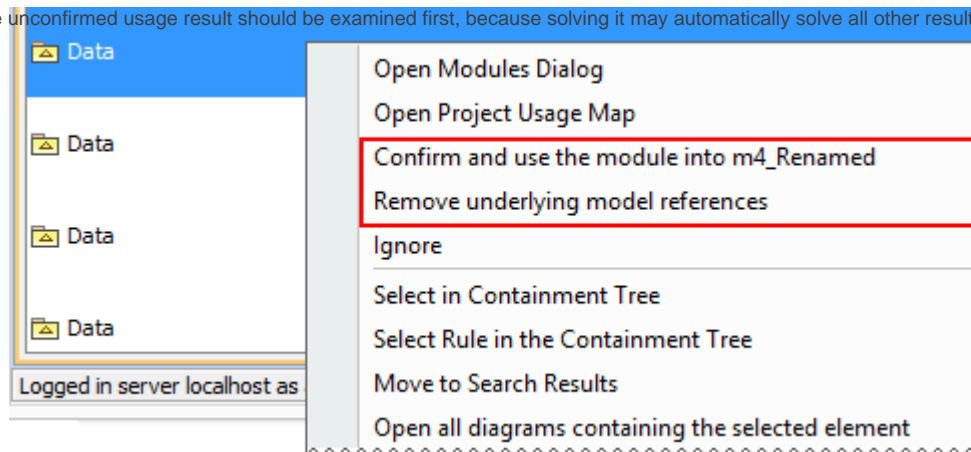 unconfirmed usage result should be examined first, because solving it may automatically solve all other
Data
Open Modules Dialog
Open Project Usage Map
Data
Confirm and use the module into m4_Renamed
Remove underlying model references
Data
Ignore
Select in Containment Tree
Data
Select Rule in the Containment Tree
Logged in server localhost as
Move to Search Results
Open all diagrams containing the selected element